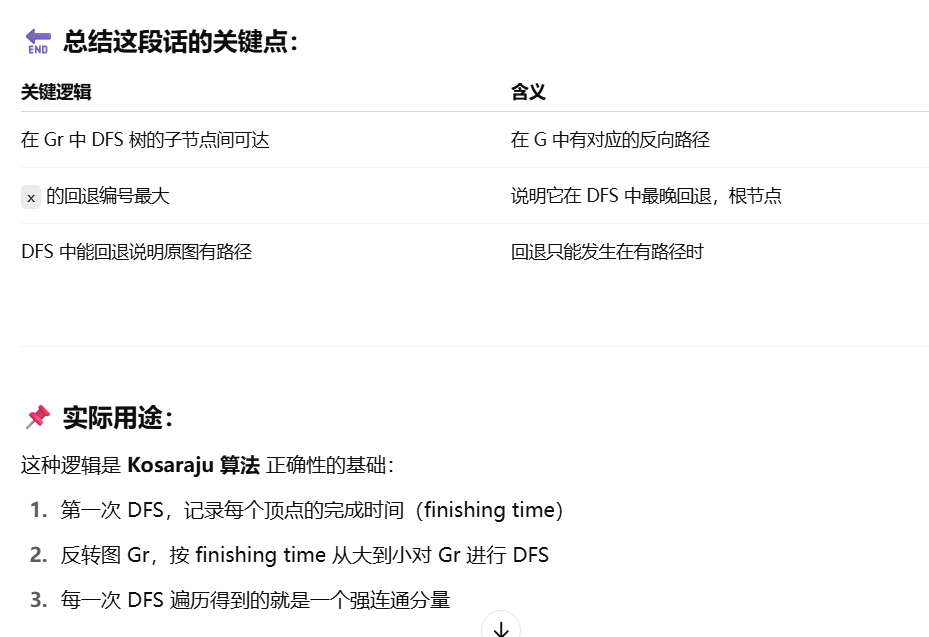 END 总结这段话的关键点：
关键逻辑 含义
在 Gr 中 DFS 树的子节点间可达 在 G 中有对应的反向路径
x 的回退编号最大 说明它在 DFS 中最晚回退，根节点
DFS 中能回退说明原图有路径 回退只能发生在有路径时
实际用途：
这种逻辑是 Kosaraju 算法 正确性的基础：
1. 第一次 DFS，记录每个顶点的完成时间（finishing time）
2. 反转图 Gr，按 finishing time 从大到小对 Gr 进行 DFS
3. 每一次 DFS 遍历得到的就是一个强连通分量